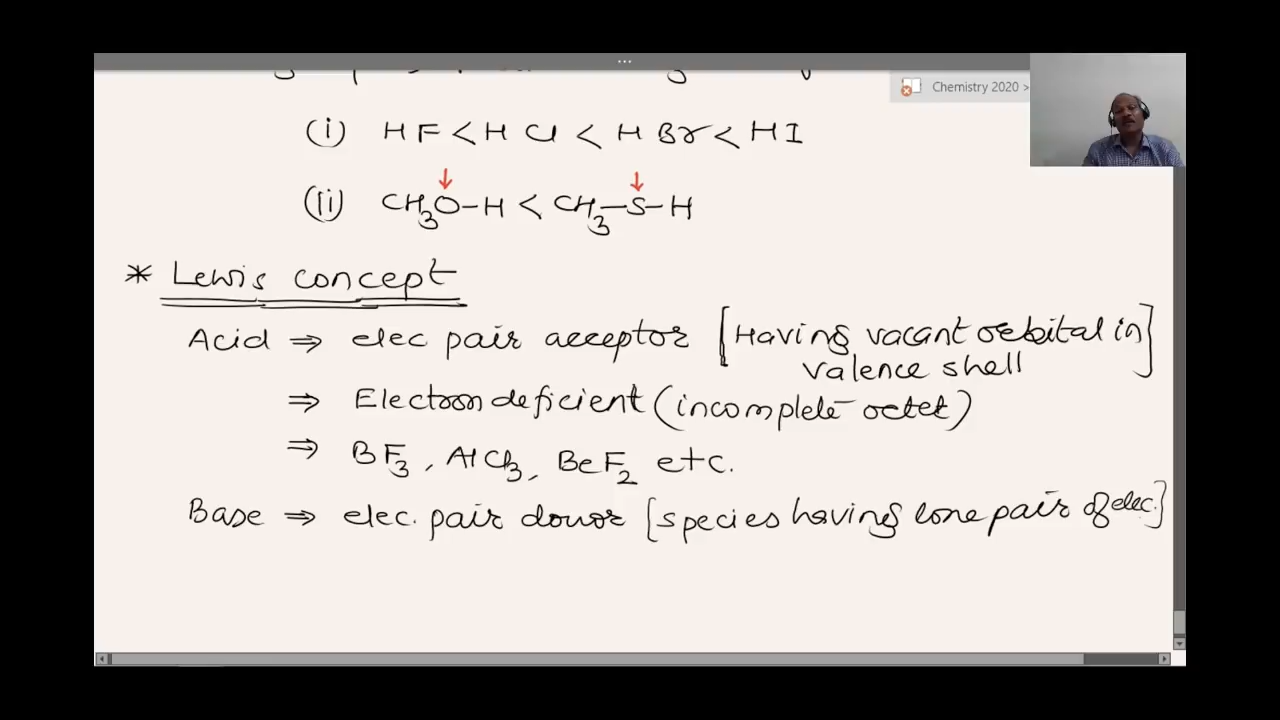 Chemistry 2020 >
(i) HF < HCl < HBr < HI
(ii) CH3O-H < CH3-S-H
* Lewis concept
Acid ⇒ elec pair acceptor [Having vacant orbital in
valence shell]
⇒ Electron deficient (incomplete octet)
⇒ BF3, AlCl3, BeF2 etc.
Base ⇒ elec. pair donor [species having lone pair of elec.]